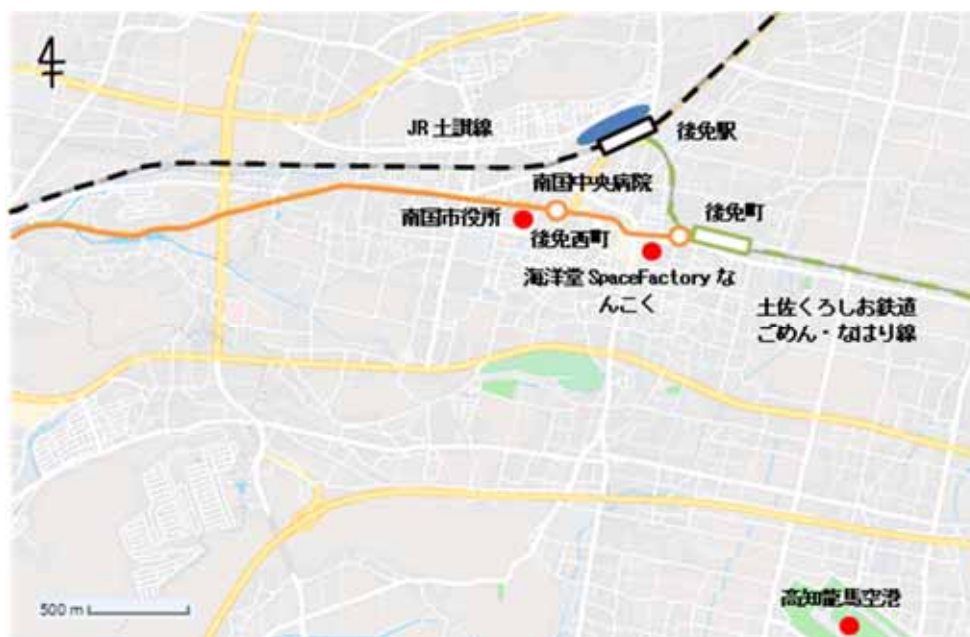 JR 土讃線
後免駅
南国中央病院
後免町
南国市役所
後免西町
海洋堂 SpaceFactory な
んこく
土佐くろしお鉄道
ごめん・なはり線
500 m
高知龍馬空港